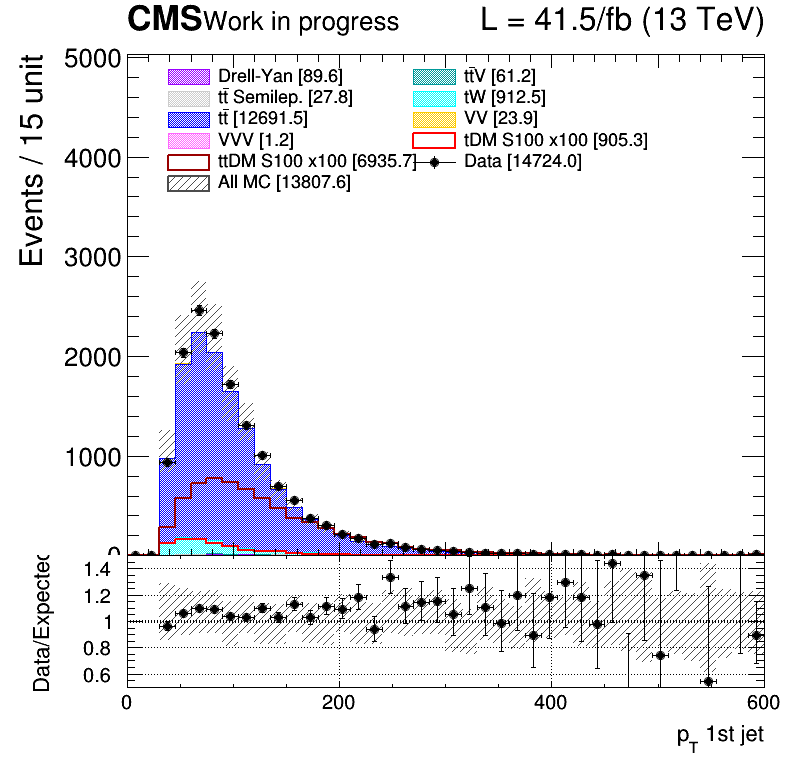 CMS Work in progress L = 41.5/fb (13 TeV)
Events / 15 unit
5000
4000
3000
2000
1000
0
Drell-Yan [89.6] tt̄V [61.2]
tt̄ Semilep. [27.8] tW [912.5]
tt̄ [12691.5] VV [23.9]
VVV [1.2] tDM S100 x100 [905.3]
ttDM S100 x100 [6935.7] Data [14724.0]
All MC [13807.6]
Data/Expected
1.4
1.2
1
0.8
0.6
0 200 400 600
p_T 1st jet